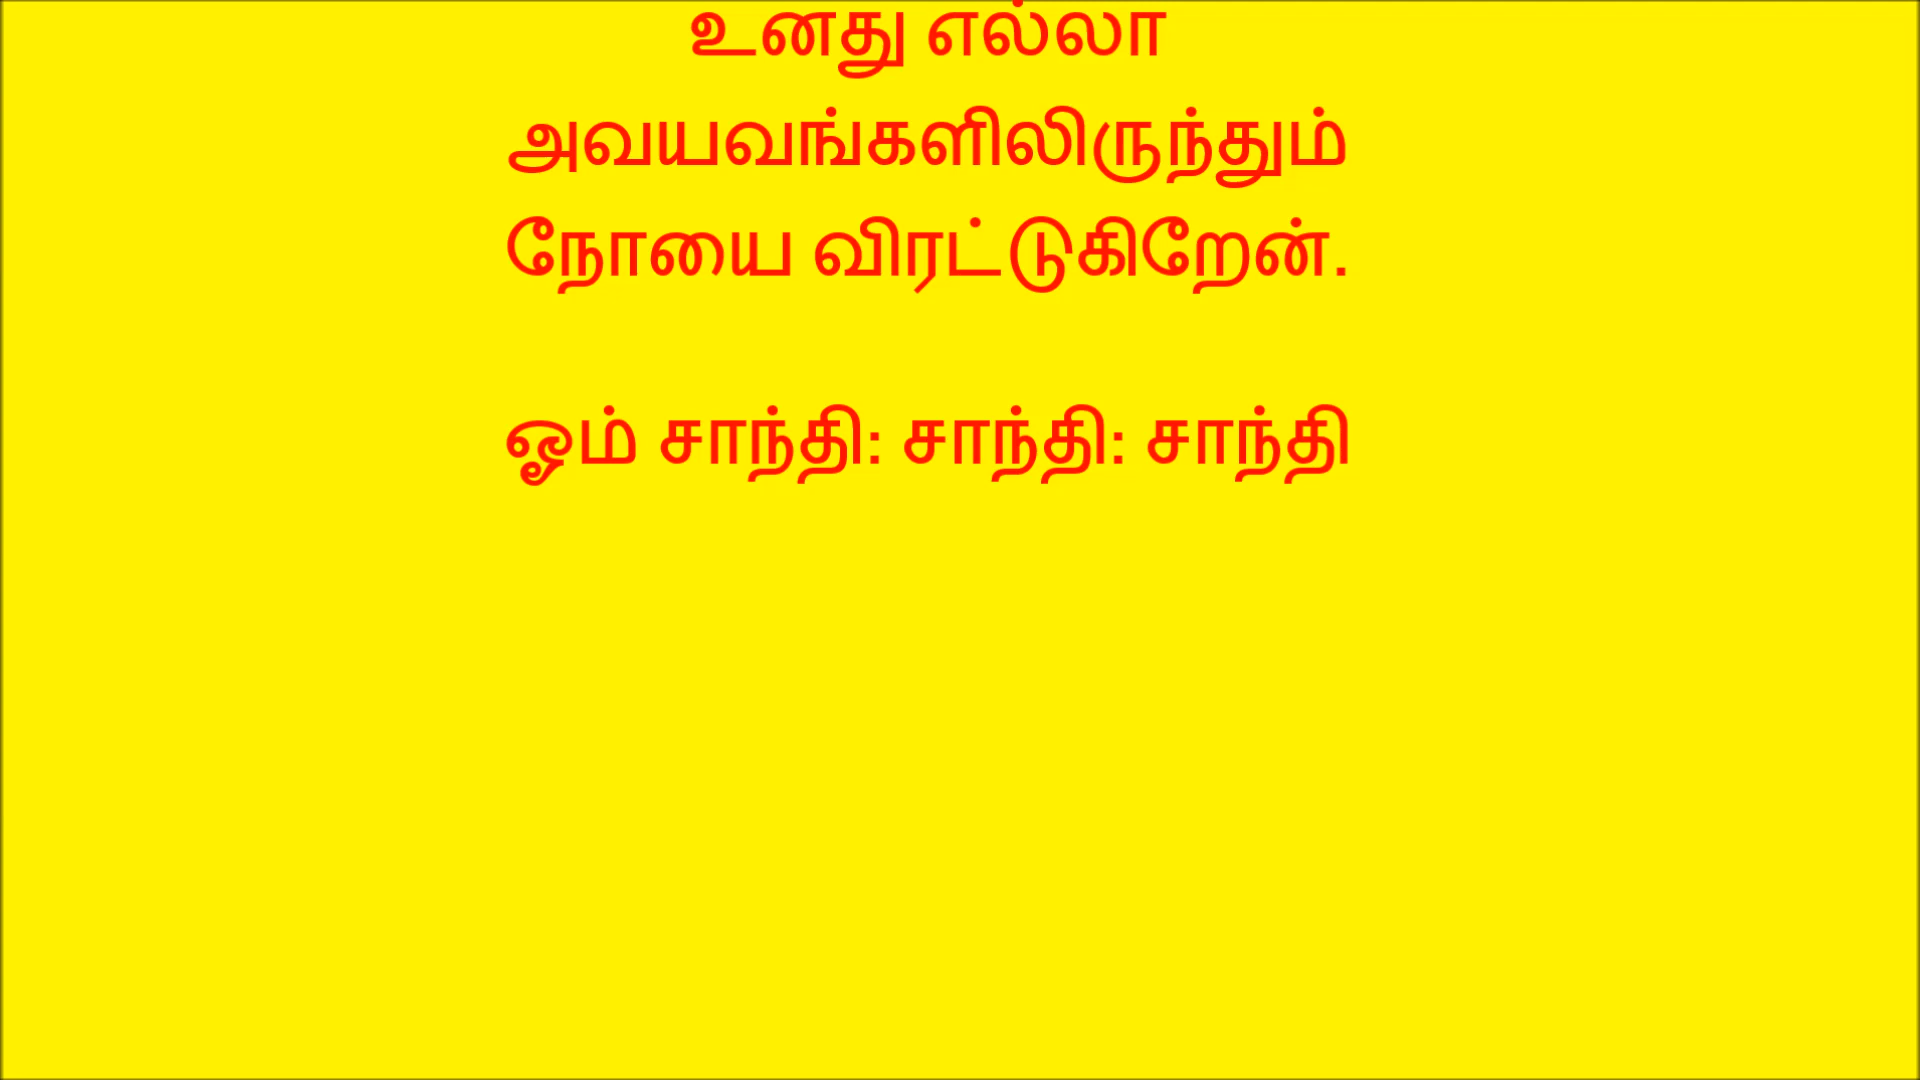 உனது எல்லா
அவயவங்களிலிருந்தும்
நோயை விரட்டுகிறேன்.
ஓம் சாந்தி: சாந்தி: சாந்தி